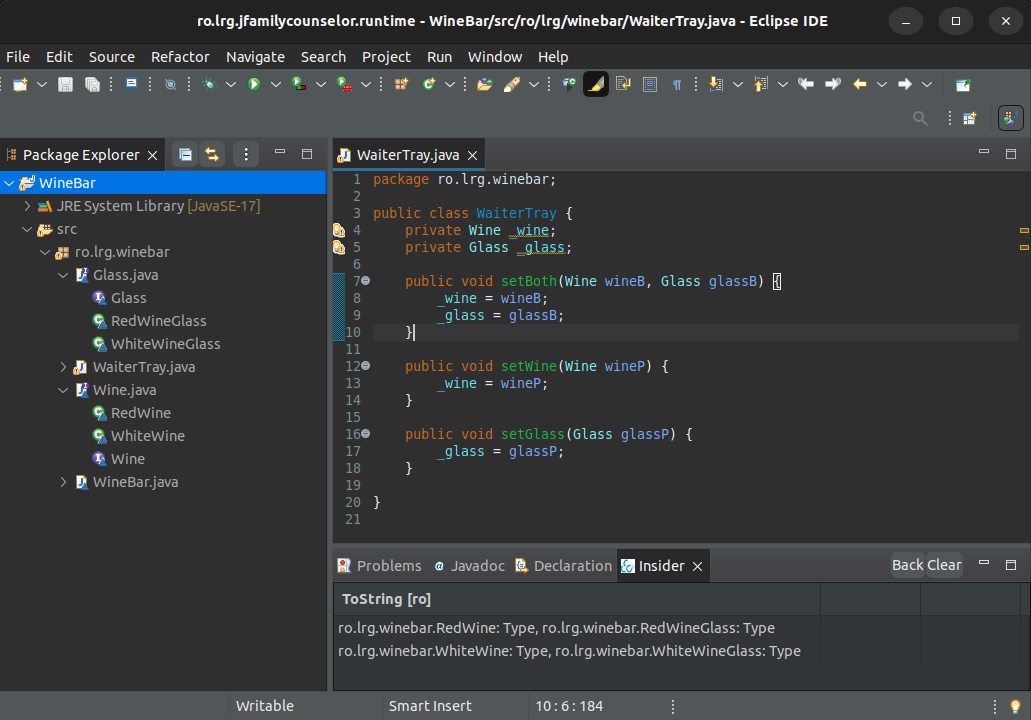 ro.lrg.jfamilycounselor.runtime - WineBar/src/ro/lrg/winebar/WaiterTray.java - Eclipse IDE
File Edit Source Refactor Navigate Search Project Run Window Help
Package Explorer
WineBar
JRE System Library [JavaSE-17]
src
ro.lrg.winebar
Glass.java
Glass
RedWineGlass
WhiteWineGlass
WaiterTray.java
Wine.java
RedWine
WhiteWine
Wine
WineBar.java
WaiterTray.java
1 package ro.lrg.winebar;
2
3 public class WaiterTray {
4 private Wine _wine;
5 private Glass _glass;
6
7 public void setBoth(Wine wineB, Glass glassB) {
8 _wine = wineB;
9 _glass = glassB;
10 }
11
12 public void setWine(Wine wineP) {
13 _wine = wineP;
14 }
15
16 public void setGlass(Glass glassP) {
17 _glass = glassP;
18 }
19
20 }
21
Problems @ Javadoc Declaration Insider Back Clear
ToString [ro]
ro.lrg.winebar.RedWine: Type, ro.lrg.winebar.RedWineGlass: Type
ro.lrg.winebar.WhiteWine: Type, ro.lrg.winebar.WhiteWineGlass: Type
Writable Smart Insert 10 : 6 : 184